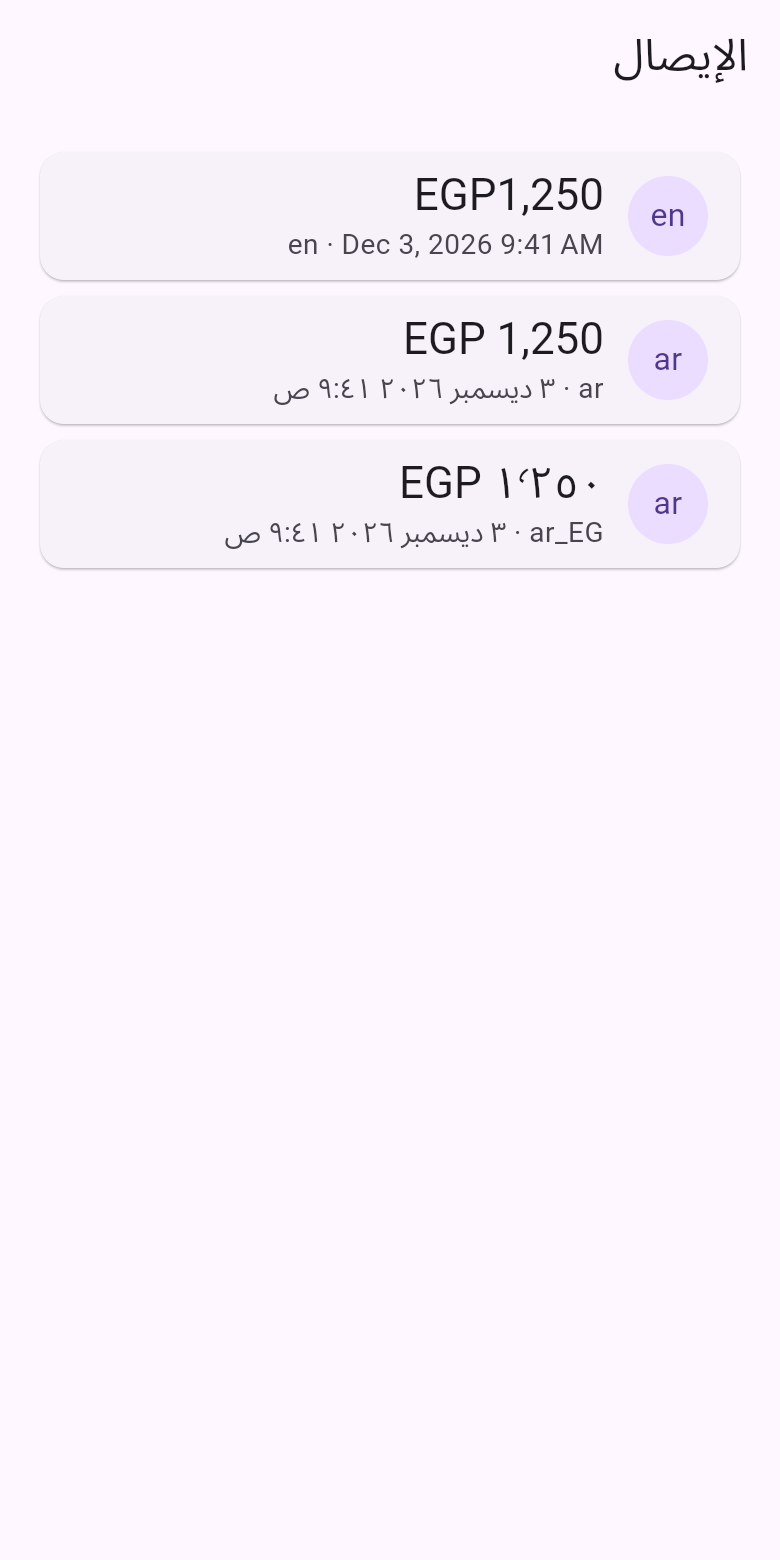 الإيصال
en
EGP1,250
en · Dec 3, 2026 9:41 AM
ar
EGP 1,250
ar · ٣ ديسمبر ٢٠٢٦ ٩:٤١ ص
ar
EGP ١٬٢٥٠
ar_EG · ٣ ديسمبر ٢٠٢٦ ٩:٤١ ص